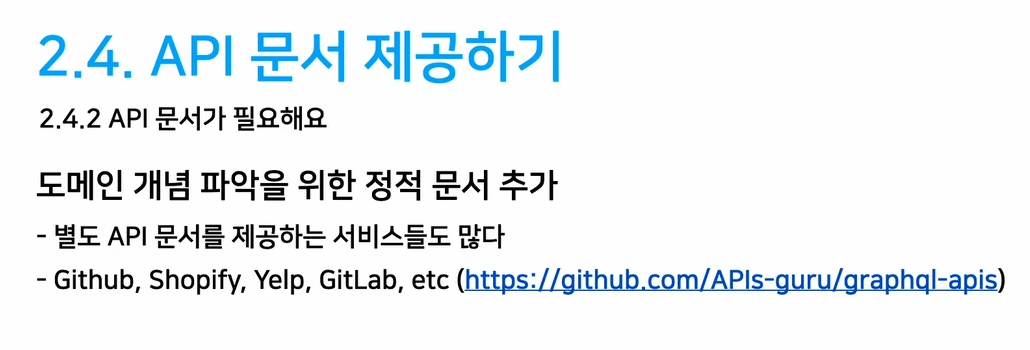 2.4. API 문서 제공하기
2.4.2 API 문서가 필요해요
도메인 개념 파악을 위한 정적 문서 추가
- 별도 API 문서를 제공하는 서비스들도 많다
- Github, Shopify, Yelp, GitLab, etc (https://github.com/APIs-guru/graphql-apis)